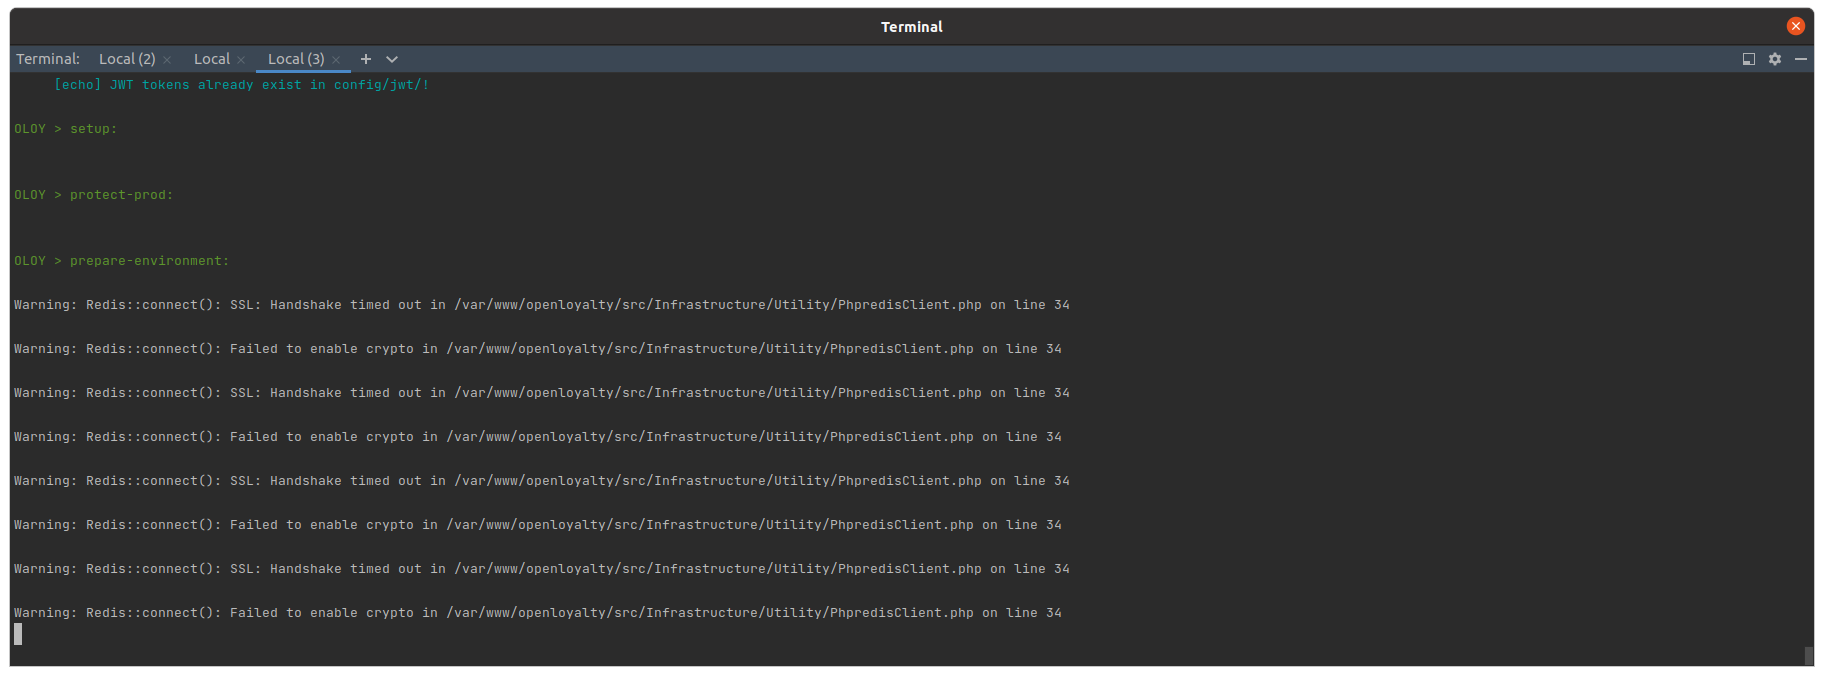 Terminal
Terminal: Local (2) × Local × Local (3) × +
[echo] JWT tokens already exist in config/jwt/!
OLOY > setup:
OLOY > protect-prod:
OLOY > prepare-environment:
Warning: Redis::connect(): SSL: Handshake timed out in /var/www/openloyalty/src/Infrastructure/Utility/PhpredisClient.php on line 34
Warning: Redis::connect(): Failed to enable crypto in /var/www/openloyalty/src/Infrastructure/Utility/PhpredisClient.php on line 34
Warning: Redis::connect(): SSL: Handshake timed out in /var/www/openloyalty/src/Infrastructure/Utility/PhpredisClient.php on line 34
Warning: Redis::connect(): Failed to enable crypto in /var/www/openloyalty/src/Infrastructure/Utility/PhpredisClient.php on line 34
Warning: Redis::connect(): SSL: Handshake timed out in /var/www/openloyalty/src/Infrastructure/Utility/PhpredisClient.php on line 34
Warning: Redis::connect(): Failed to enable crypto in /var/www/openloyalty/src/Infrastructure/Utility/PhpredisClient.php on line 34
Warning: Redis::connect(): SSL: Handshake timed out in /var/www/openloyalty/src/Infrastructure/Utility/PhpredisClient.php on line 34
Warning: Redis::connect(): Failed to enable crypto in /var/www/openloyalty/src/Infrastructure/Utility/PhpredisClient.php on line 34